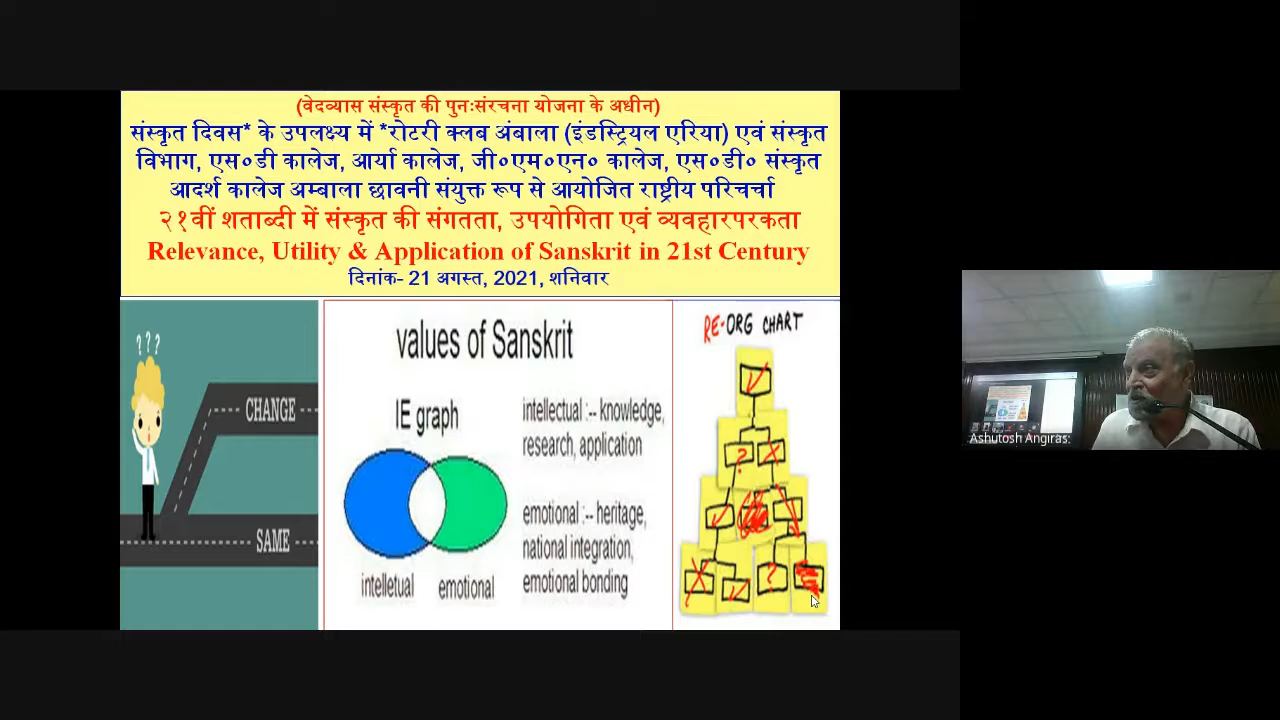 (वेदव्यास संस्कृत की पुनःसंरचना योजना के अधीन)
संस्कृत दिवस* के उपलक्ष्य में *रोटरी क्लब अंबाला (इंडस्ट्रियल एरिया) एवं संस्कृत
विभाग, एस०डी कालेज, आर्या कालेज, जी०एम०एन० कालेज, एस०डी० संस्कृत
आदर्श कालेज अम्बाला छावनी संयुक्त रूप से आयोजित राष्ट्रीय परिचर्चा
२१वीं शताब्दी में संस्कृत की संगतता, उपयोगिता एवं व्यवहारपरकता
Relevance, Utility & Application of Sanskrit in 21st Century
दिनांक- 21 अगस्त, 2021, शनिवार
? ? ?
CHANGE
SAME
values of Sanskrit
IE graph
intellectual :-- knowledge,
research, application
emotional :-- heritage,
national integration,
emotional bonding
intelletual emotional
RE-ORG CHART
?
?
Ashutosh Angiras: